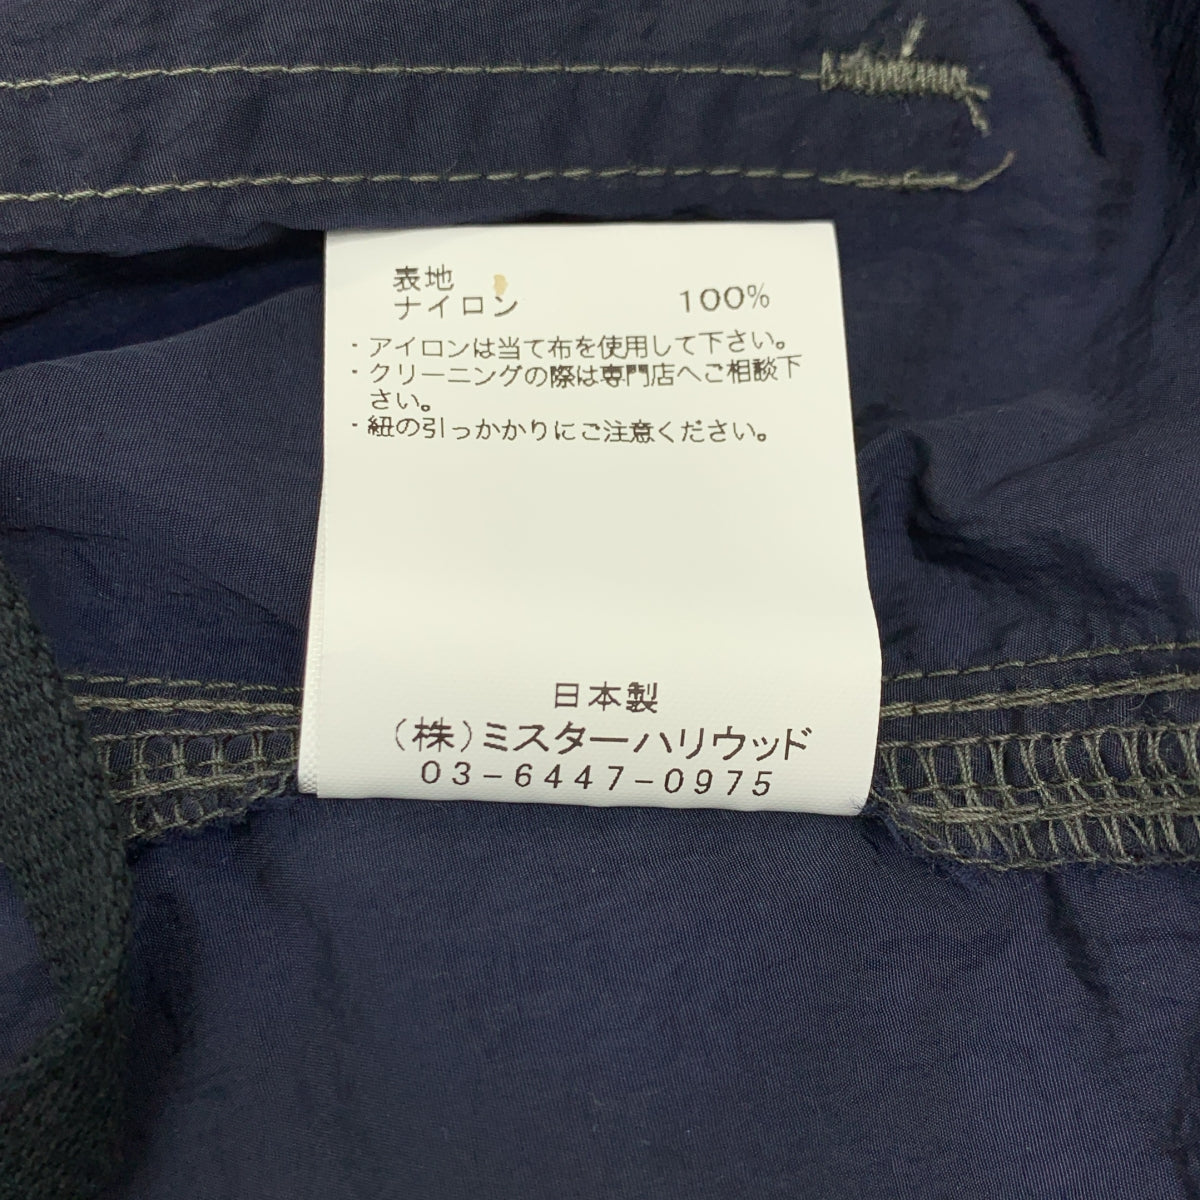 表地
ナイロン 100%
・アイロンは当て布を使用して下さい。
・クリーニングの際は専門店へご相談下
さい。
・紐の引っかかりにご注意ください。
日本製
(株)ミスターハリウッド
03-6447-0975